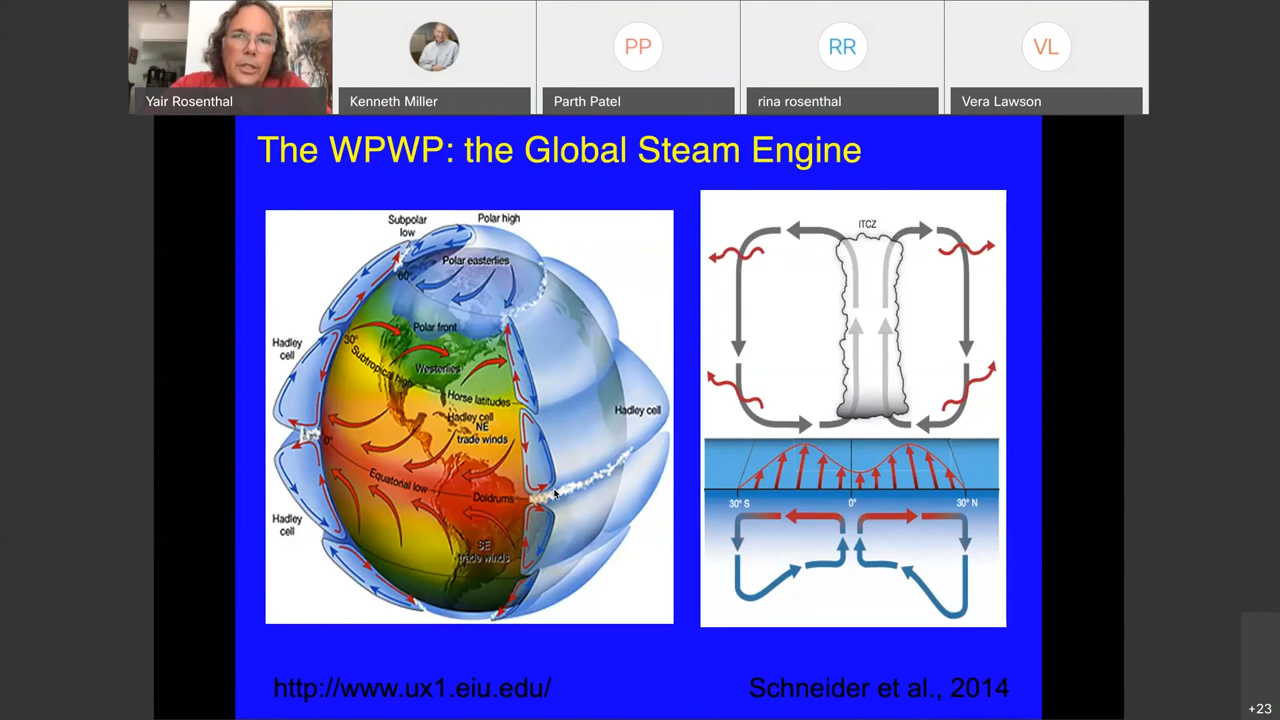 Yair Rosenthal
Kenneth Miller
PP
Parth Patel
RR
rina rosenthal
VL
Vera Lawson
The WPWP: the Global Steam Engine
Subpolar
low
Polar high
Polar easterlies
60°
Polar front
30°
Subtropical high
Westerlies
Hadley
cell
Horse latitudes
Hadley cell
NE
trade winds
Hadley cell
0°
Equatorial low
Doldrums
Hadley
cell
SE
trade winds
ITCZ
30° S
0°
30° N
http://www.ux1.eiu.edu/
Schneider et al., 2014
+23